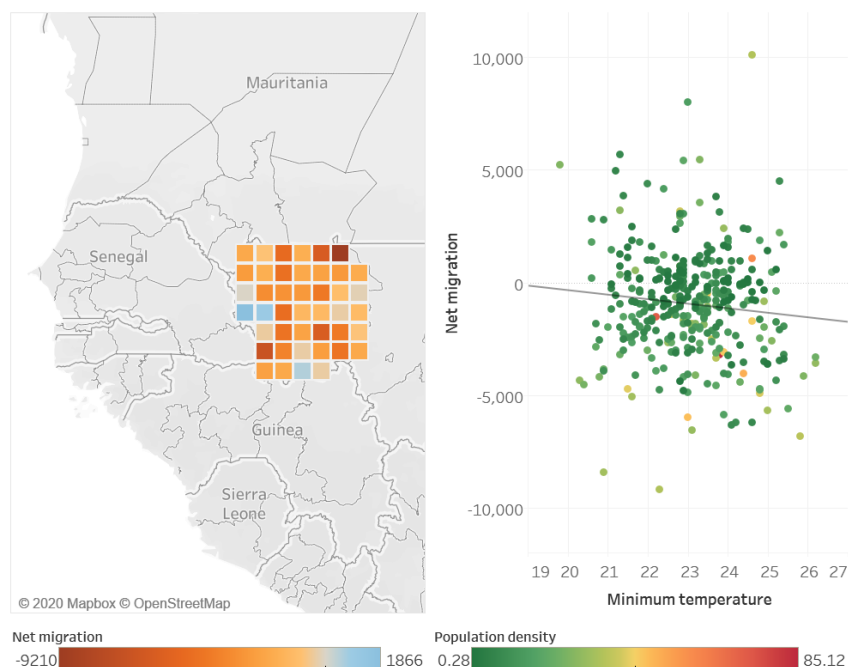 Mauritania
Senegal
Guinea
Sierra
Leone
© 2020 Mapbox © OpenStreetMap
Net migration
10,000
5,000
0
-5,000
-10,000
19 20 21 22 23 24 25 26 27
Minimum temperature
Net migration
-9210 1866
Population density
0.28 85.12